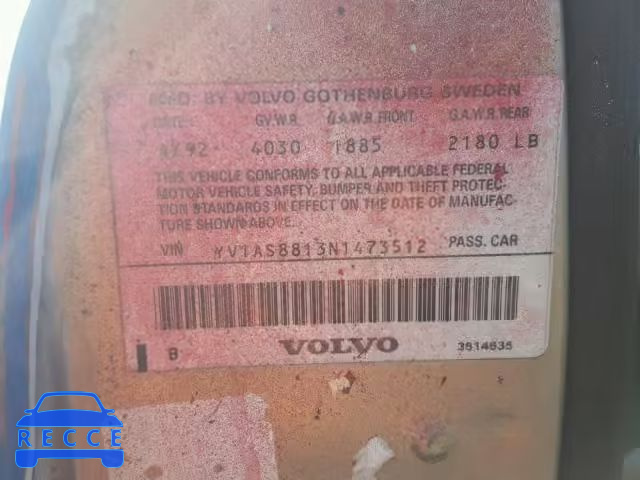 MFD. BY VOLVO GOTHENBURG SWEDEN
DATE G.V.W.R. G.A.W.R. FRONT G.A.W.R. REAR
92 4030 1885 2180 LB
THIS VEHICLE CONFORMS TO ALL APPLICABLE FEDERAL
MOTOR VEHICLE SAFETY, BUMPER AND THEFT PROTEC-
TION STANDARDS IN EFFECT ON THE DATE OF MANUFAC-
TURE SHOWN ABOVE
VIN YV1AS8813N1473512 PASS. CAR
B VOLVO 3514635
RECCE